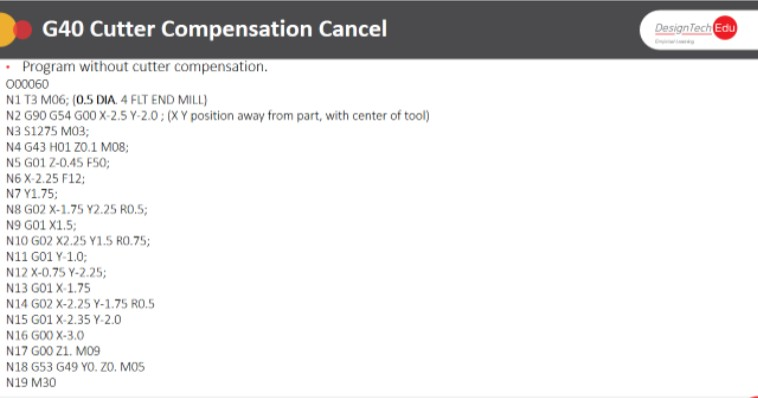 G40 Cutter Compensation Cancel
DesignTech Edu
• Program without cutter compensation.
O00060
N1 T3 M06; (0.5 DIA. 4 FLT END MILL)
N2 G90 G54 G00 X-2.5 Y-2.0 ; (X Y position away from part, with center of tool)
N3 S1275 M03;
N4 G43 H01 Z0.1 M08;
N5 G01 Z-0.45 F50;
N6 X-2.25 F12;
N7 Y1.75;
N8 G02 X-1.75 Y2.25 R0.5;
N9 G01 X1.5;
N10 G02 X2.25 Y1.5 R0.75;
N11 G01 Y-1.0;
N12 X-0.75 Y-2.25;
N13 G01 X-1.75
N14 G02 X-2.25 Y-1.75 R0.5
N15 G01 X-2.35 Y-2.0
N16 G00 X-3.0
N17 G00 Z1. M09
N18 G53 G49 Y0. Z0. M05
N19 M30